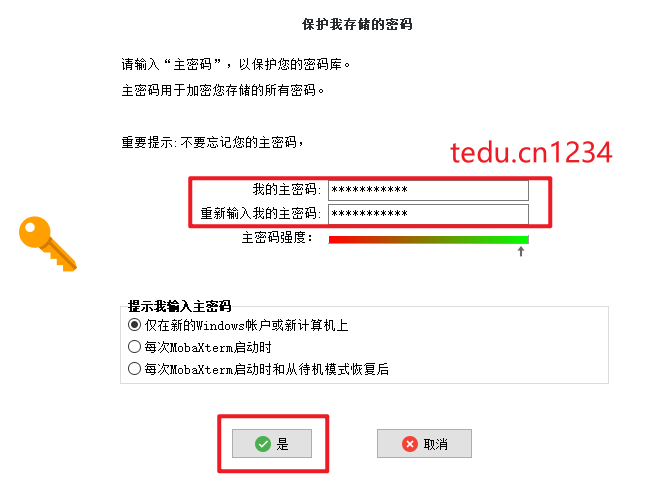 保护我存储的密码
请输入“主密码”，以保护您的密码库。
主密码用于加密您存储的所有密码。
重要提示:不要忘记您的主密码，
tedu.cn1234
我的主密码: ***********
重新输入我的主密码: ***********
主密码强度：
提示我输入主密码
仅在新的Windows帐户或新计算机上
每次MobaXterm启动时
每次MobaXterm启动时和从待机模式恢复后
是
取消